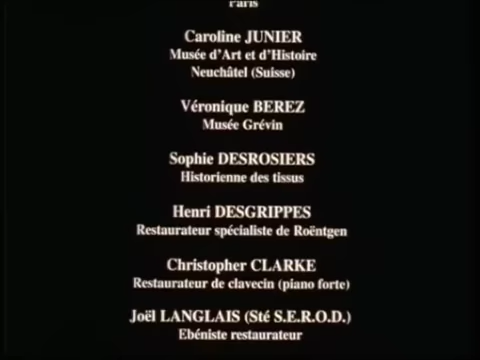 Paris
Caroline JUNIER
Musée d'Art et d'Histoire
Neuchâtel (Suisse)
Véronique BEREZ
Musée Grévin
Sophie DESROSIERS
Historienne des tissus
Henri DESGRIPPES
Restaurateur spécialiste de Roëntgen
Christopher CLARKE
Restaurateur de clavecin (piano forte)
Joël LANGLAIS (Sté S.E.R.O.D.)
Ebéniste restaurateur